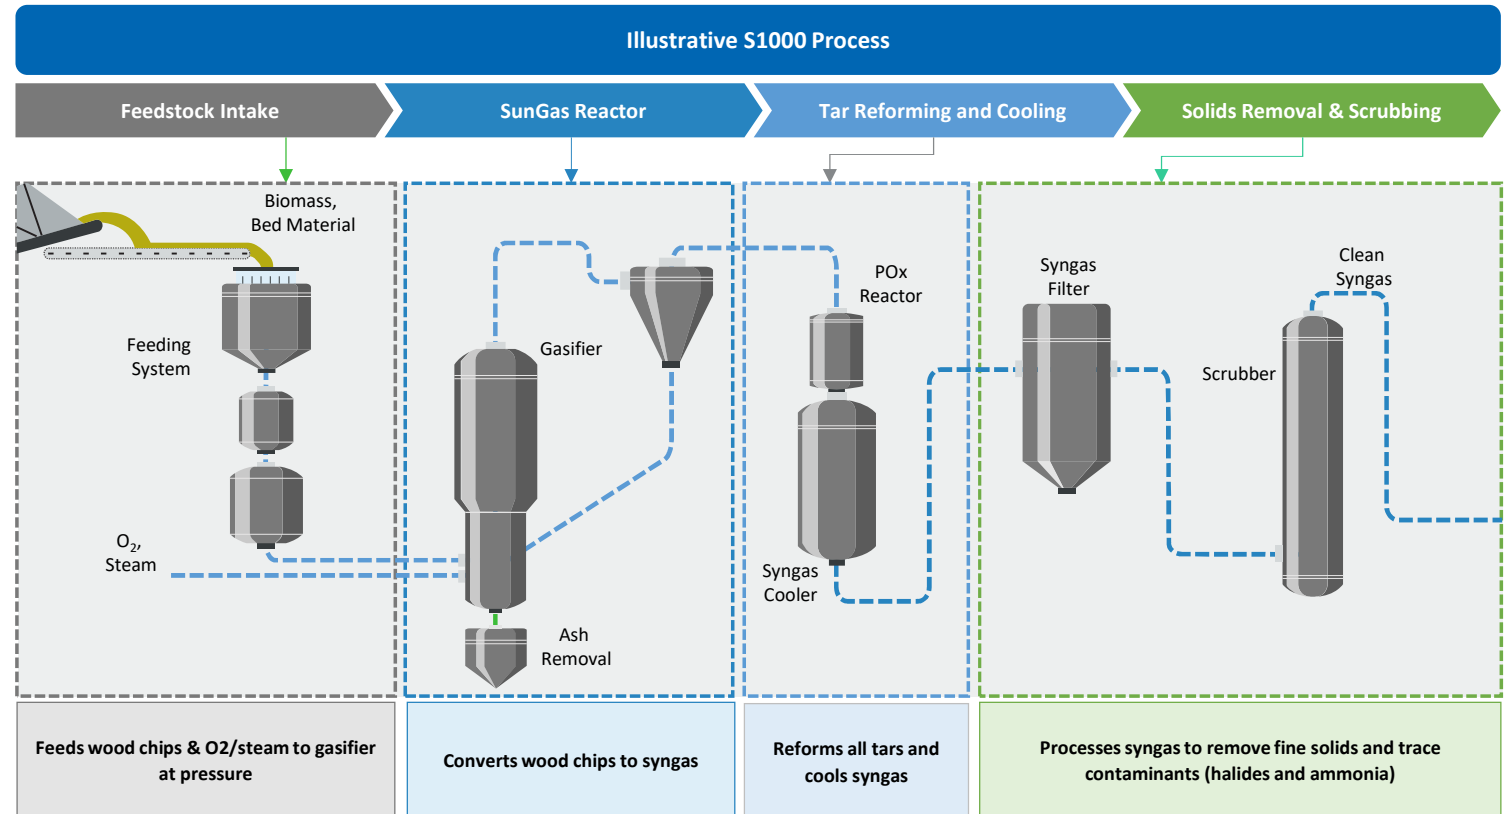 Illustrative S1000 Process
Feedstock Intake
SunGas Reactor
Tar Reforming and Cooling
Solids Removal & Scrubbing
Biomass,
Bed Material
Feeding
System
O₂,
Steam
Gasifier
Ash
Removal
POx
Reactor
Syngas
Cooler
Syngas
Filter
Scrubber
Clean
Syngas
Feeds wood chips & O2/steam to gasifier
at pressure
Converts wood chips to syngas
Reforms all tars and
cools syngas
Processes syngas to remove fine solids and trace
contaminants (halides and ammonia)